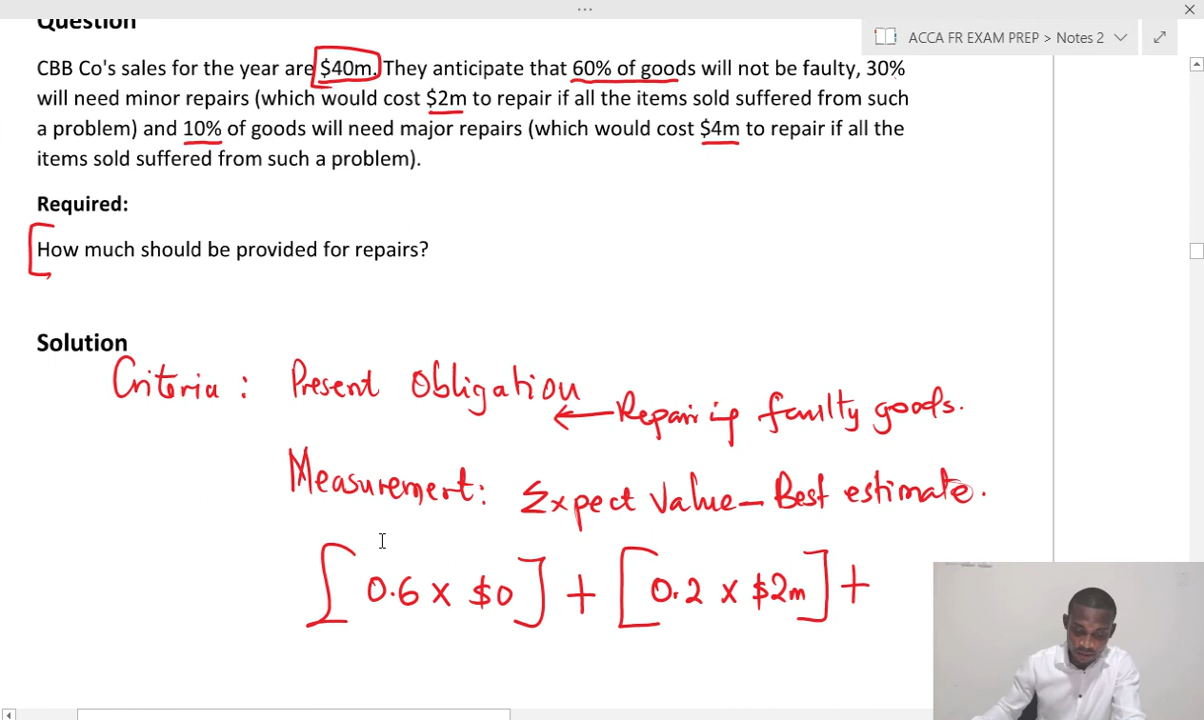 Question
ACCA FR EXAM PREP > Notes 2
CBB Co's sales for the year are $40m. They anticipate that 60% of goods will not be faulty, 30%
will need minor repairs (which would cost $2m to repair if all the items sold suffered from such
a problem) and 10% of goods will need major repairs (which would cost $4m to repair if all the
items sold suffered from such a problem).
Required:
How much should be provided for repairs?
Solution
Criteria : Present Obligation
← Repairing faulty goods.
Measurement: Expect Value – Best estimate.
[ 0.6 x $0 ] + [ 0.2 x $2m ] +